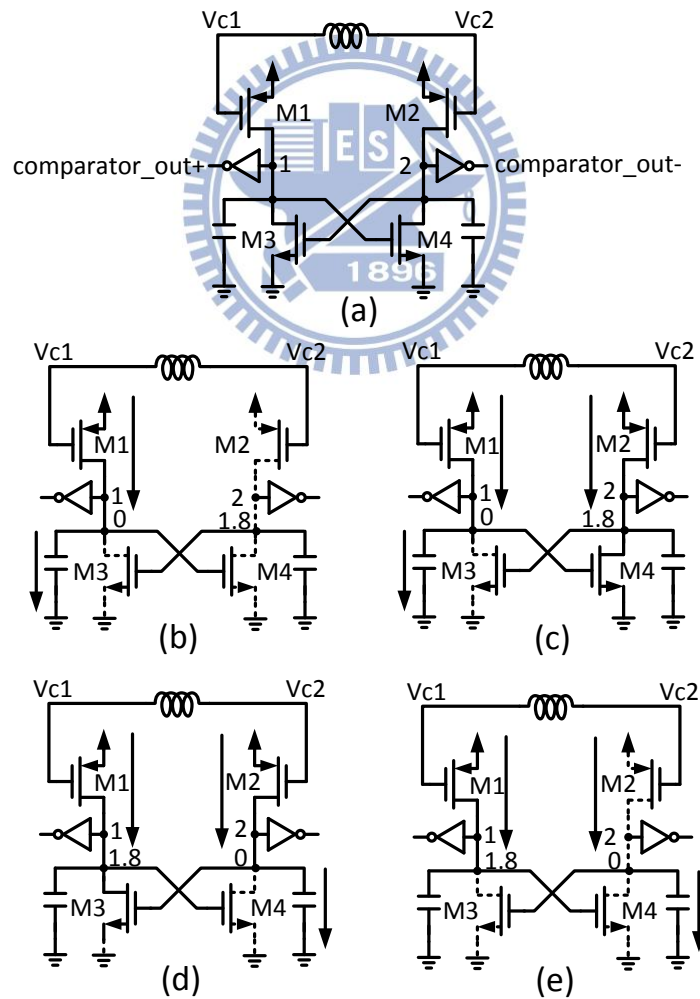 Vc1 Vc2
M1 M2
comparator_out+ 1 2 comparator_out-
M3 M4
IES
1896
(a)
Vc1 Vc2 Vc1 Vc2
M1 M2 M1 M2
1 2 1 2
0 1.8 0 1.8
M3 M4 M3 M4
(b) (c)
Vc1 Vc2 Vc1 Vc2
M1 M2 M1 M2
1 2 1 2
1.8 0 1.8 0
M3 M4 M3 M4
(d) (e)